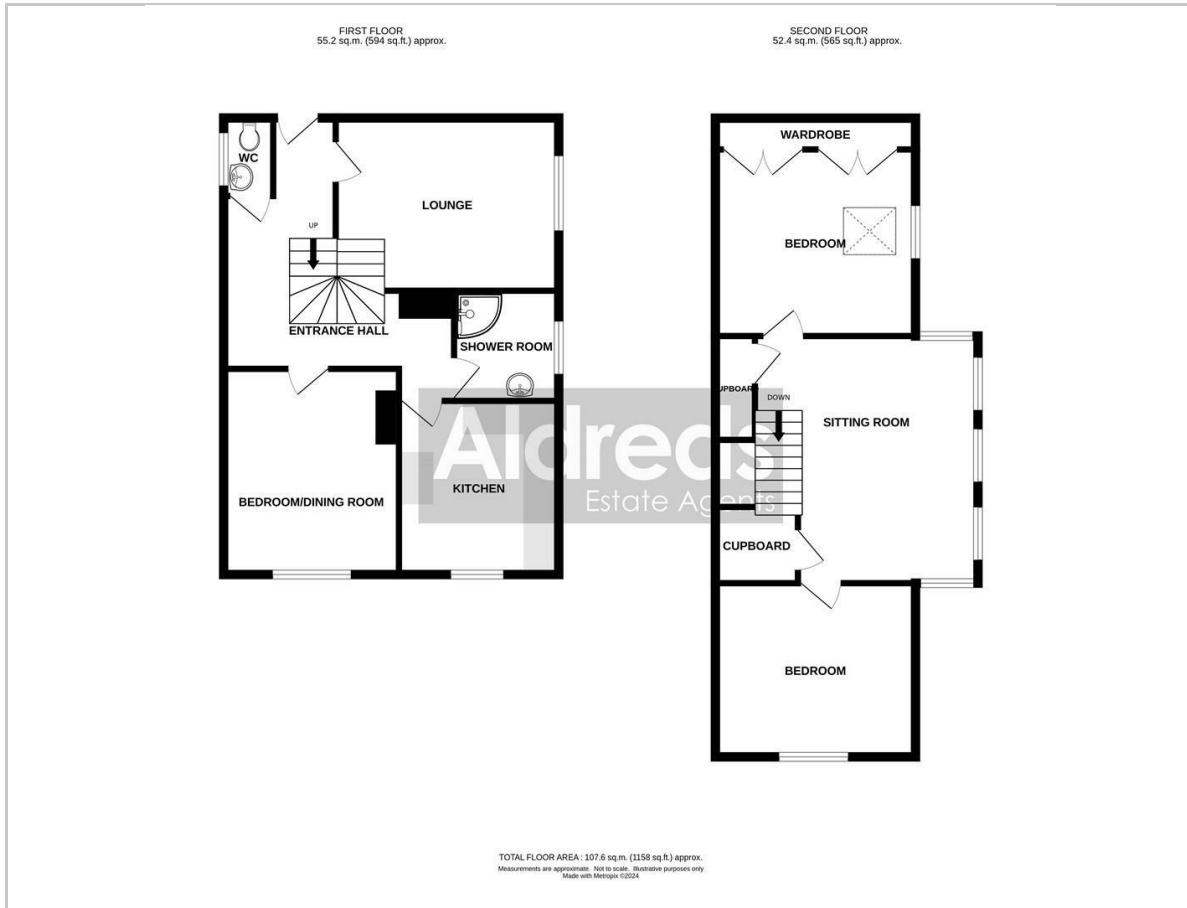 FIRST FLOOR
55.2 sq.m. (594 sq.ft.) approx.
WC
LOUNGE
UP
ENTRANCE HALL
SHOWER ROOM
BEDROOM/DINING ROOM
KITCHEN
SECOND FLOOR
52.4 sq.m. (565 sq.ft.) approx.
WARDROBE
BEDROOM
UPBOARD
DOWN
SITTING ROOM
CUPBOARD
BEDROOM
Aldreds
Estate Agents
TOTAL FLOOR AREA : 107.6 sq.m. (1158 sq.ft.) approx.
Measurements are approximate. Not to scale. Illustrative purposes only
Made with Metropix ©2024